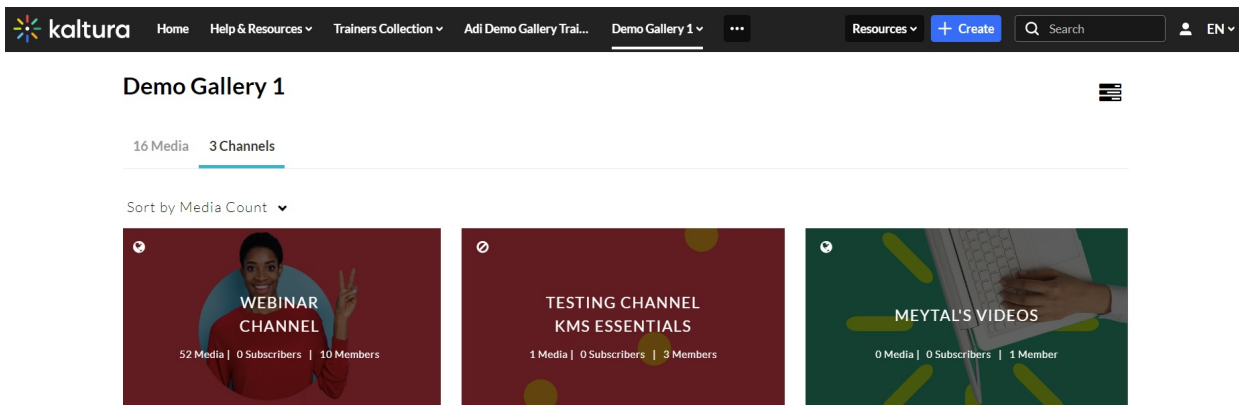 kaltura Home Help & Resources Trainers Collection Adi Demo Gallery Trai... Demo Gallery 1 ... Resources + Create Search EN
Demo Gallery 1
16 Media 3 Channels
Sort by Media Count
WEBINAR
CHANNEL
52 Media | 0 Subscribers | 10 Members
TESTING CHANNEL
KMS ESSENTIALS
1 Media | 0 Subscribers | 3 Members
MEYTAL'S VIDEOS
0 Media | 0 Subscribers | 1 Member